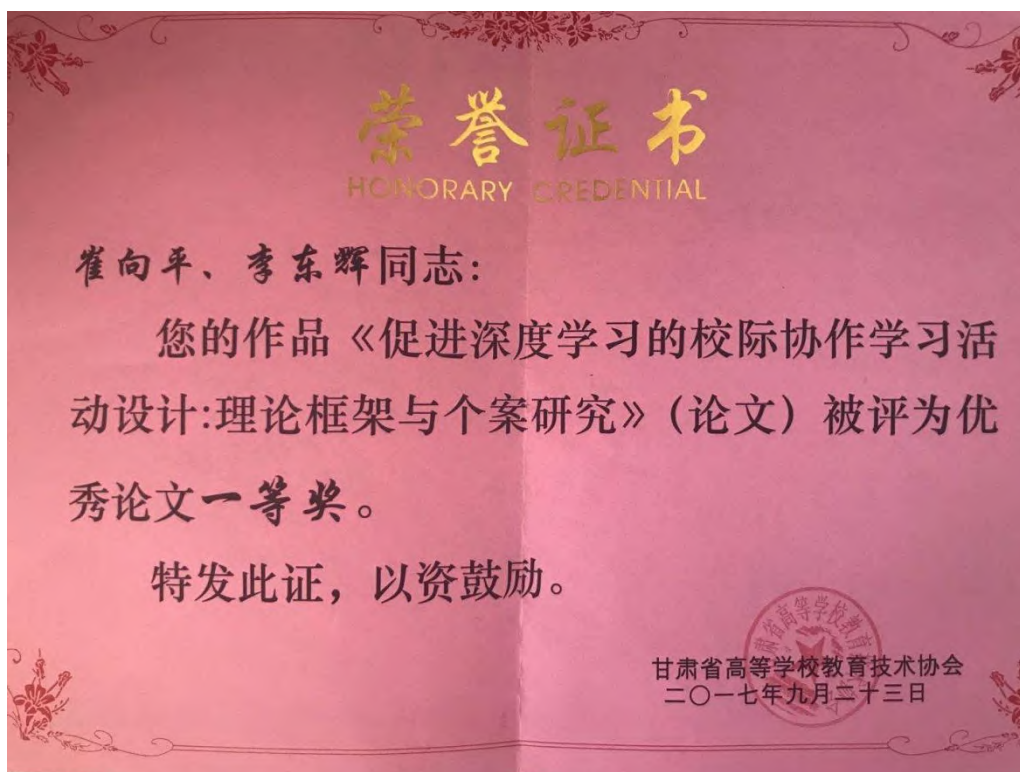 荣誉证书
HONORARY CREDENTIAL
崔向平、李东辉同志:
您的作品《促进深度学习的校际协作学习活
动设计:理论框架与个案研究》（论文）被评为优
秀论文一等奖。
特发此证，以资鼓励。
甘肃省高等学校教育技术协会
二〇一七年九月二十三日